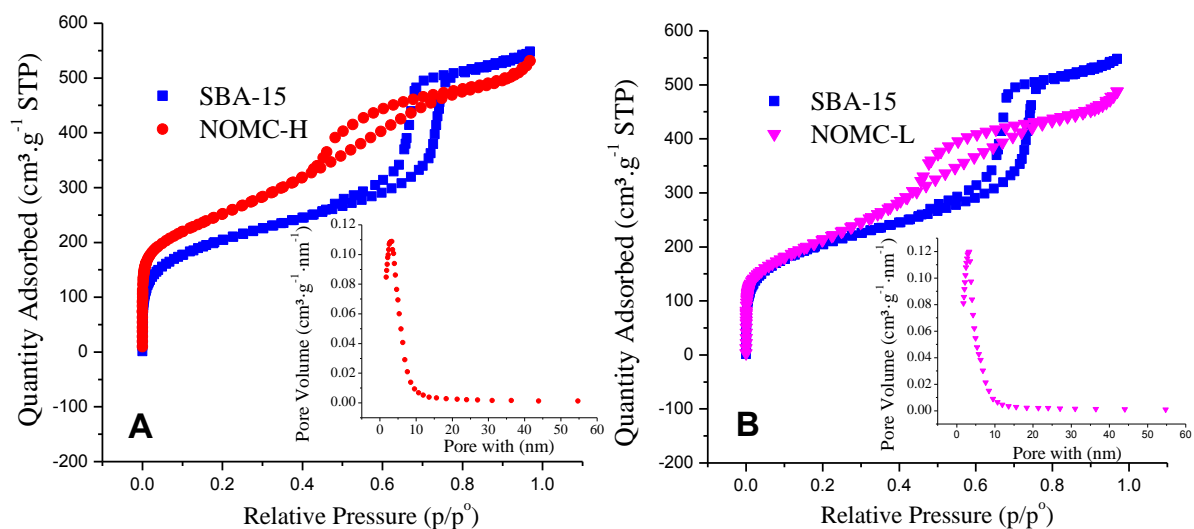 600
500
400
300
200
100
0
-100
-200
Quantity Adsorbed (cm³·g⁻¹ STP)
SBA-15
NOMC-H
0.12
0.10
0.08
0.06
0.04
0.02
0.00
Pore Volume (cm³·g⁻¹·nm⁻¹)
0 10 20 30 40 50 60
Pore with (nm)
A
0.0 0.2 0.4 0.6 0.8 1.0
Relative Pressure (p/pº)
600
500
400
300
200
100
0
-100
-200
Quantity Adsorbed (cm³·g⁻¹ STP)
SBA-15
NOMC-L
0.12
0.10
0.08
0.06
0.04
0.02
0.00
Pore Volume (cm³·g⁻¹·nm⁻¹)
0 10 20 30 40 50 60
Pore with (nm)
B
0.0 0.2 0.4 0.6 0.8 1.0
Relative Pressure (p/pº)